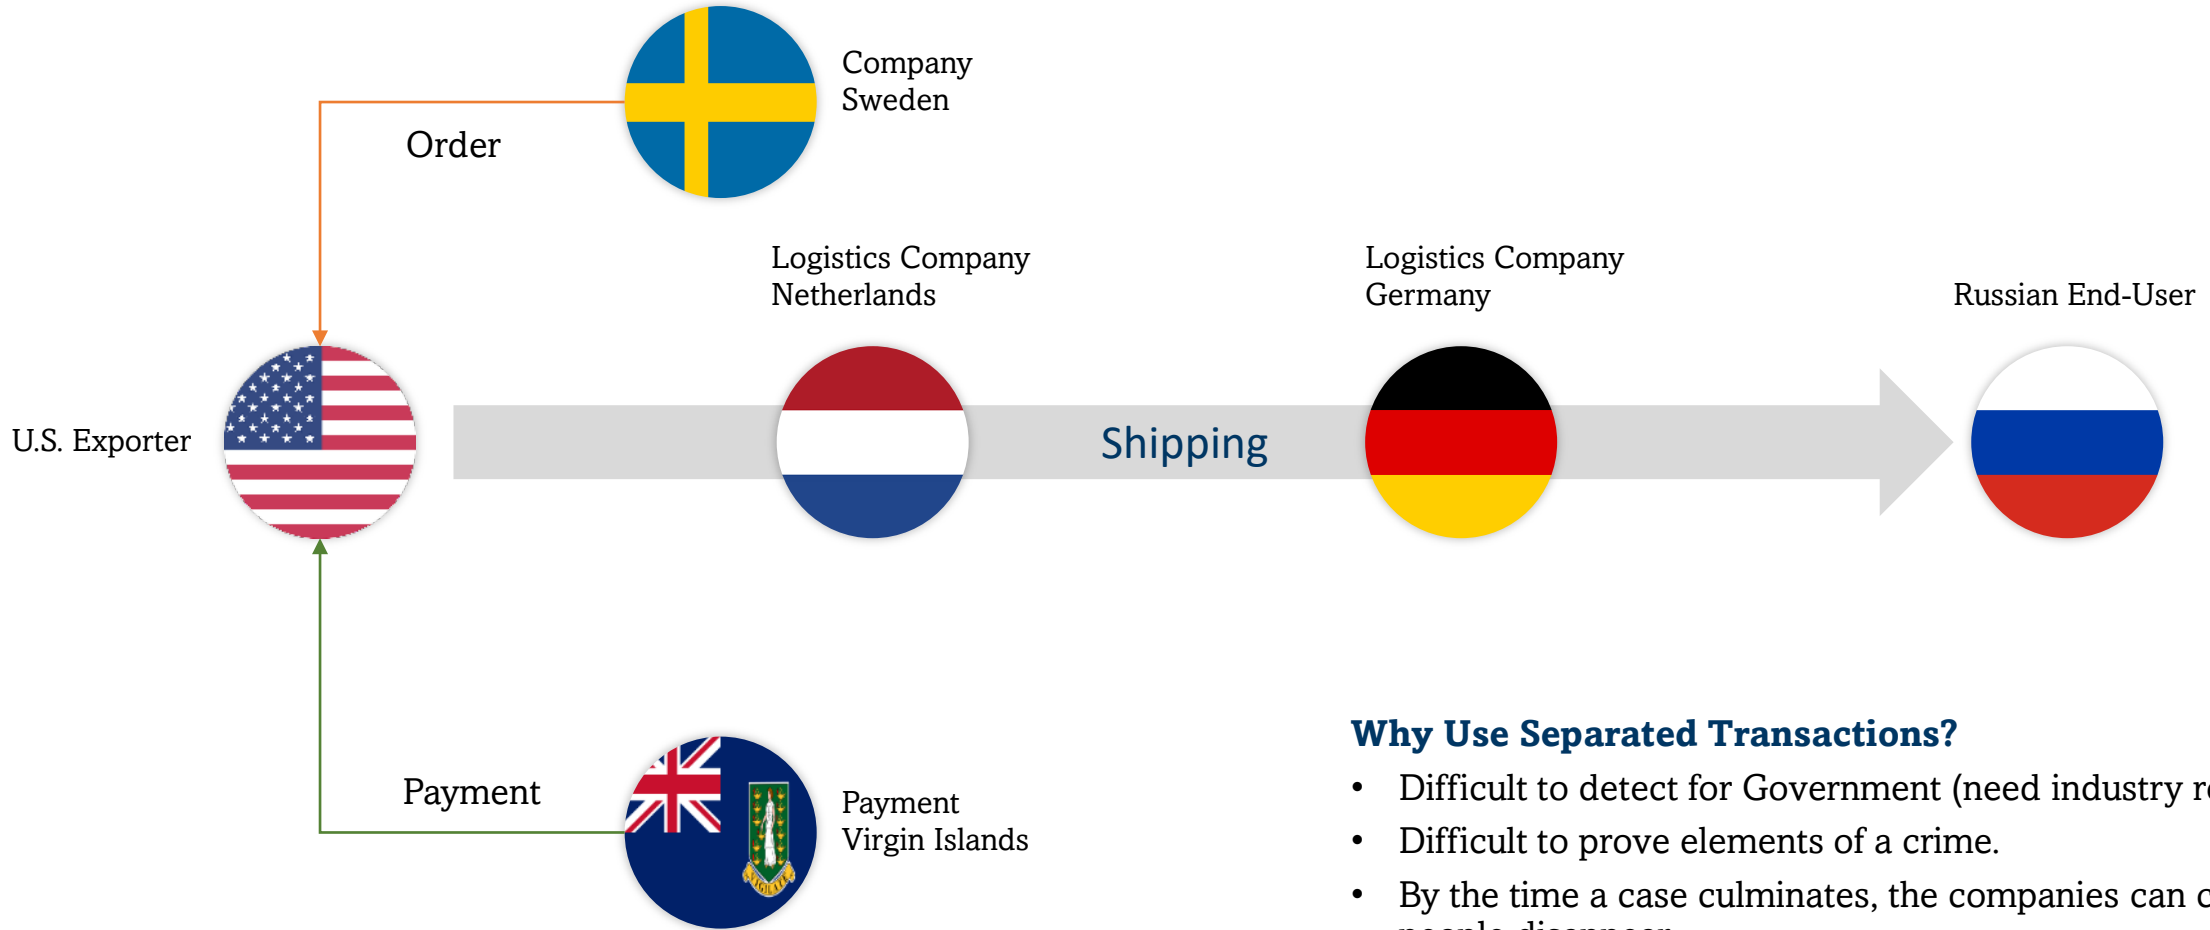 Company
Sweden
Order
Logistics Company
Netherlands
Logistics Company
Germany
Russian End-User
U.S. Exporter
Shipping
Payment
Payment
Virgin Islands
Why Use Separated Transactions?
• Difficult to detect for Government (need industry
• Difficult to prove elements of a crime.
• By the time a case culminates, the companies can